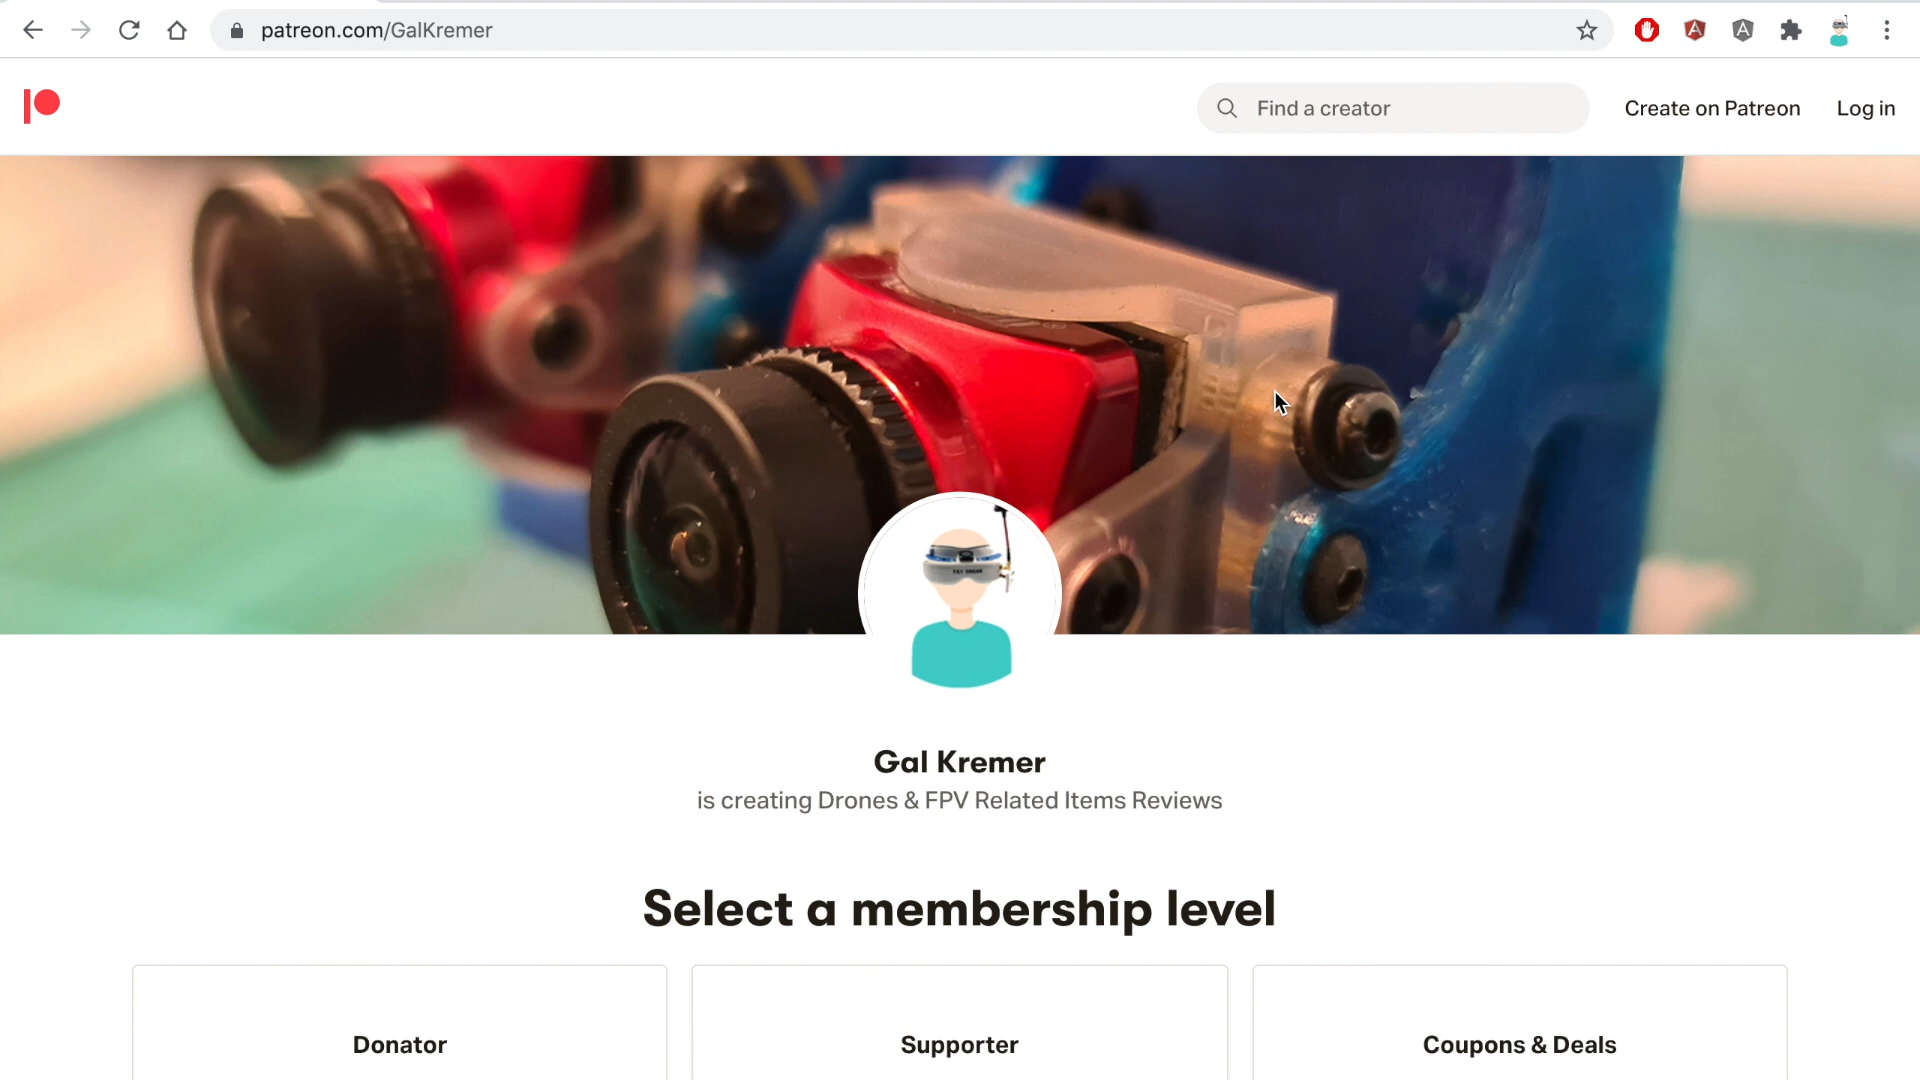 patreon.com/GalKremer
Find a creator
Create on Patreon
Log in
Gal Kremer
is creating Drones & FPV Related Items Reviews
Select a membership level
Donator
Supporter
Coupons & Deals